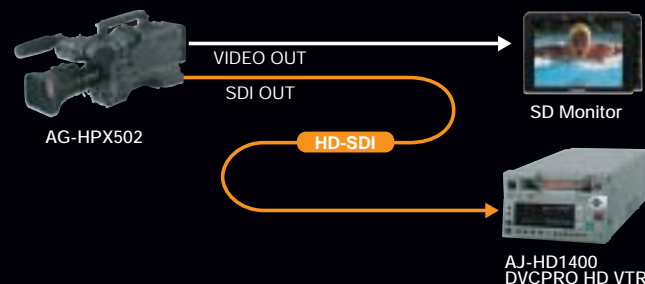 VIDEO OUT
SDI OUT
AG-HPX502
SD Monitor
HD-SDI
AJ-HD1400
DVCPRO HD VTR